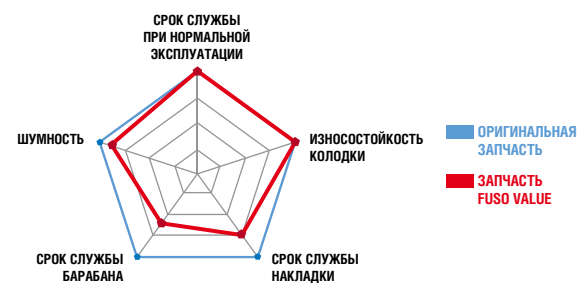 СРОК СЛУЖБЫ
ПРИ НОРМАЛЬНОЙ
ЭКСПЛУАТАЦИИ
ШУМНОСТЬ
ИЗНОСОСТОЙКОСТЬ
КОЛОДКИ
ОРИГИНАЛЬНАЯ
ЗАПЧАСТЬ
ЗАПЧАСТЬ
FUSO VALUE
СРОК СЛУЖБЫ
БАРАБАНА
СРОК СЛУЖБЫ
НАКЛАДКИ